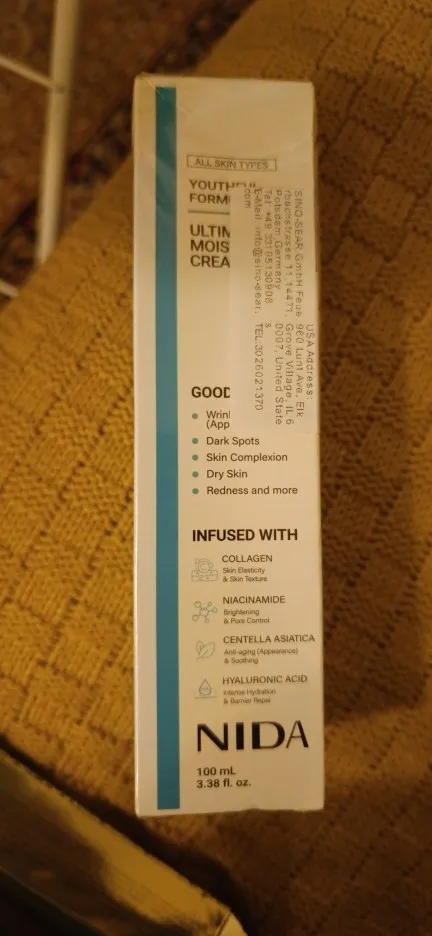 ALL SKIN TYPES
YOUTHFUL
FORM
ULTIM
MOIS
CREA
SINO-SEAR GmbH Feue
rbachstrasse 11,14471,
Potsdam Germany
Tel:+49 33195130908
E-Mail: info@sino-sear.
com
USA Address:
960 Lunt Ave, Elk
Grove Village, IL 6
0007, United State
s
TEL:3026021370
GOOD
Wrinl
(App
Dark Spots
Skin Complexion
Dry Skin
Redness and more
INFUSED WITH
COLLAGEN
Skin Elasticity
& Skin Texture
NIACINAMIDE
Brightening
& Pore Control
CENTELLA ASIATICA
Anti-aging (Appearance)
& Soothing
HYALURONIC ACID
Intense Hydration
& Barrier Repair
NIDA
100 mL
3.38 fl. oz.